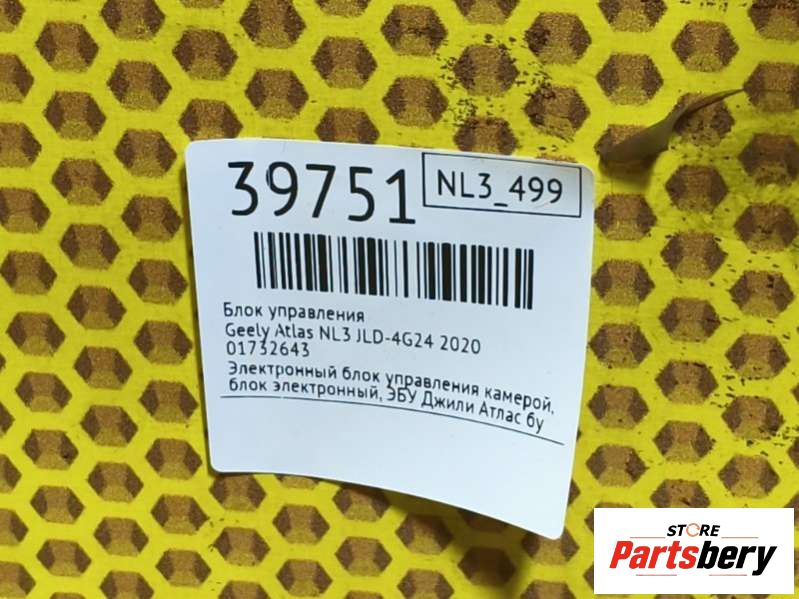 39751
NL3_499
Блок управления
Geely Atlas NL3 JLD-4G24 2020
01732643
Электронный блок управления камерой,
блок электронный, ЭБУ Джили Атлас бу
STORE
Partsbery